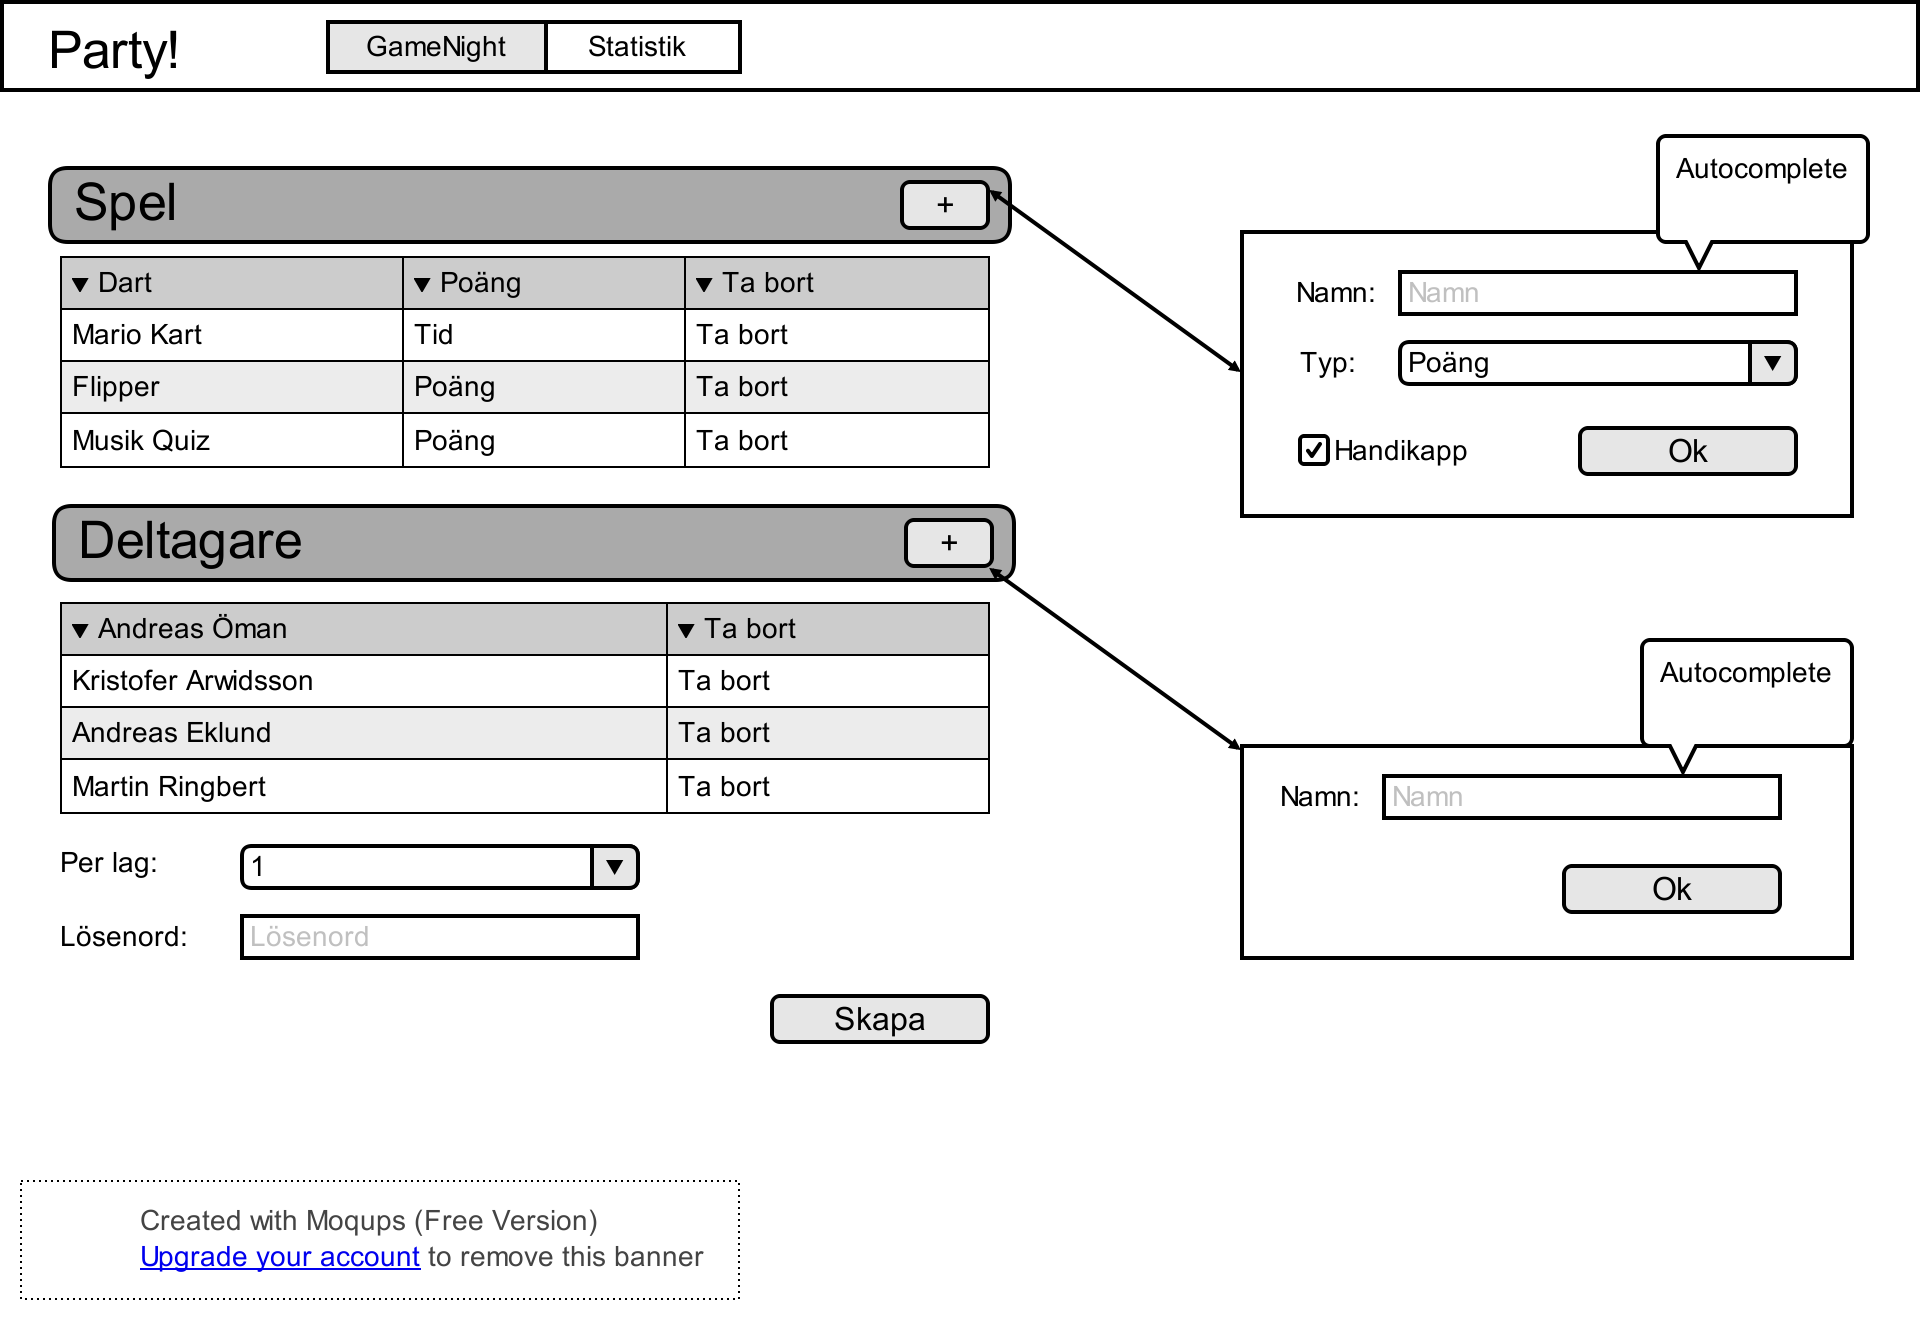 Party!
GameNight Statistik
Spel +
Dart Poäng Ta bort
Mario Kart Tid Ta bort
Flipper Poäng Ta bort
Musik Quiz Poäng Ta bort
Autocomplete
Namn: Namn
Typ: Poäng
Handikapp Ok
Deltagare +
Andreas Öman Ta bort
Kristofer Arwidsson Ta bort
Andreas Eklund Ta bort
Martin Ringbert Ta bort
Per lag: 1
Lösenord: Lösenord
Skapa
Autocomplete
Namn: Namn
Ok
Created with Moqups (Free Version)
Upgrade your account to remove this banner